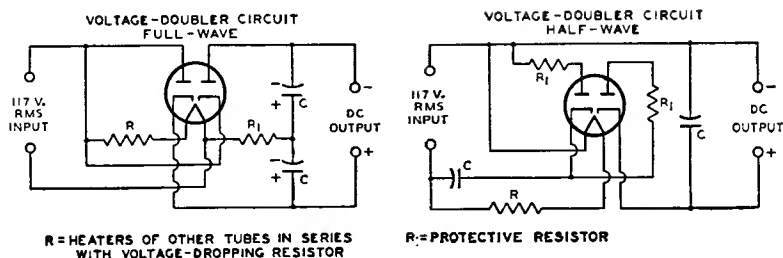 VOLTAGE-DOUBLER CIRCUIT
FULL-WAVE
117 V.
RMS
INPUT
R
R1
C
C
DC
OUTPUT
R=HEATERS OF OTHER TUBES IN SERIES
WITH VOLTAGE-DROPPING RESISTOR
VOLTAGE-DOUBLER CIRCUIT
HALF-WAVE
117 V.
RMS
INPUT
R1
R1
C
C
R
DC
OUTPUT
R1=PROTECTIVE RESISTOR